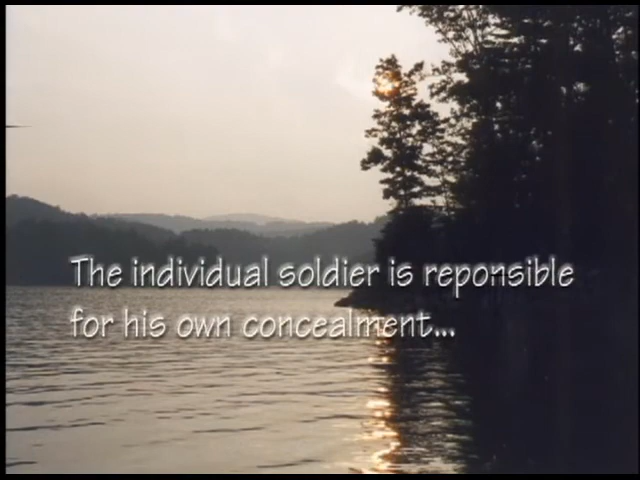 The individual soldier is reponsible
for his own concealment...